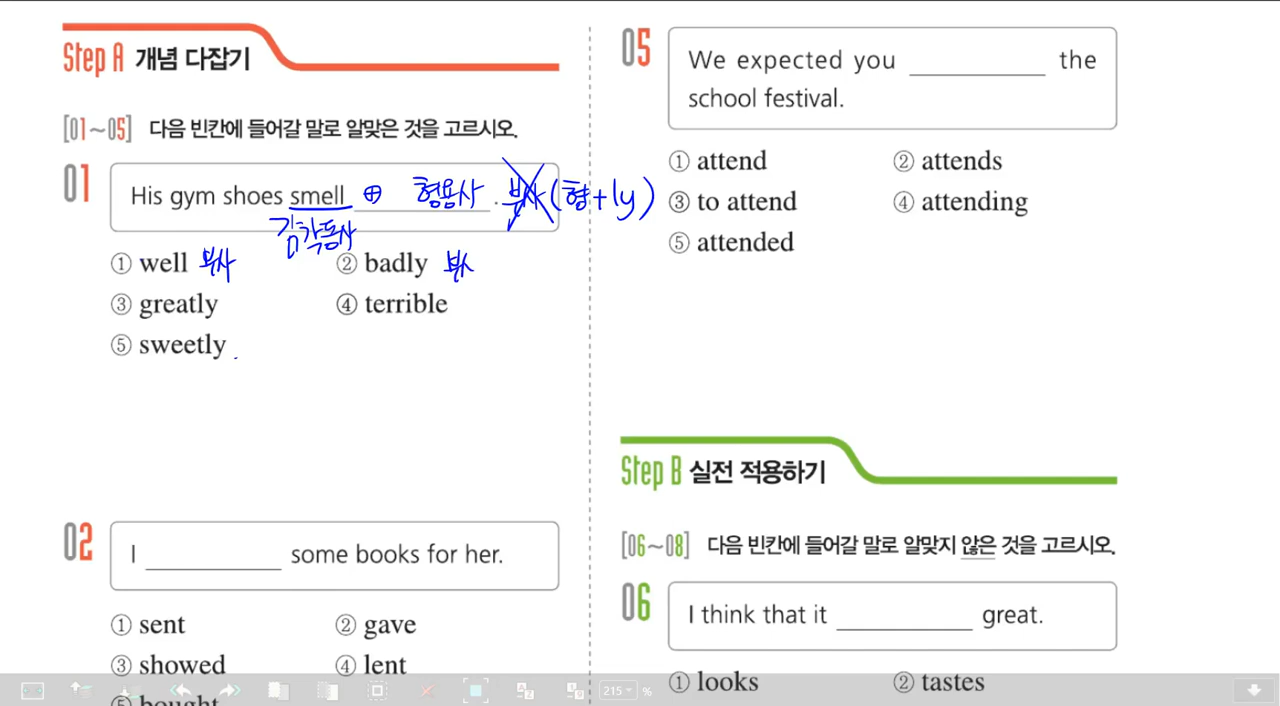 Step A 개념 다잡기
[01~05] 다음 빈칸에 들어갈 말로 알맞은 것을 고르시오.
01
His gym shoes smell ⊕ 형용사 . 부사 (형+ly)
감각동사
① well 부사 ② badly 부사
③ greatly ④ terrible
⑤ sweetly
02
I ____________ some books for her.
① sent ② gave
③ showed ④ lent
⑤ bought
05
We expected you ____________ the
school festival.
① attend ② attends
③ to attend ④ attending
⑤ attended
Step B 실전 적용하기
[06~08] 다음 빈칸에 들어갈 말로 알맞지 않은 것을 고르시오.
06
I think that it ____________ great.
① looks ② tastes
215 %